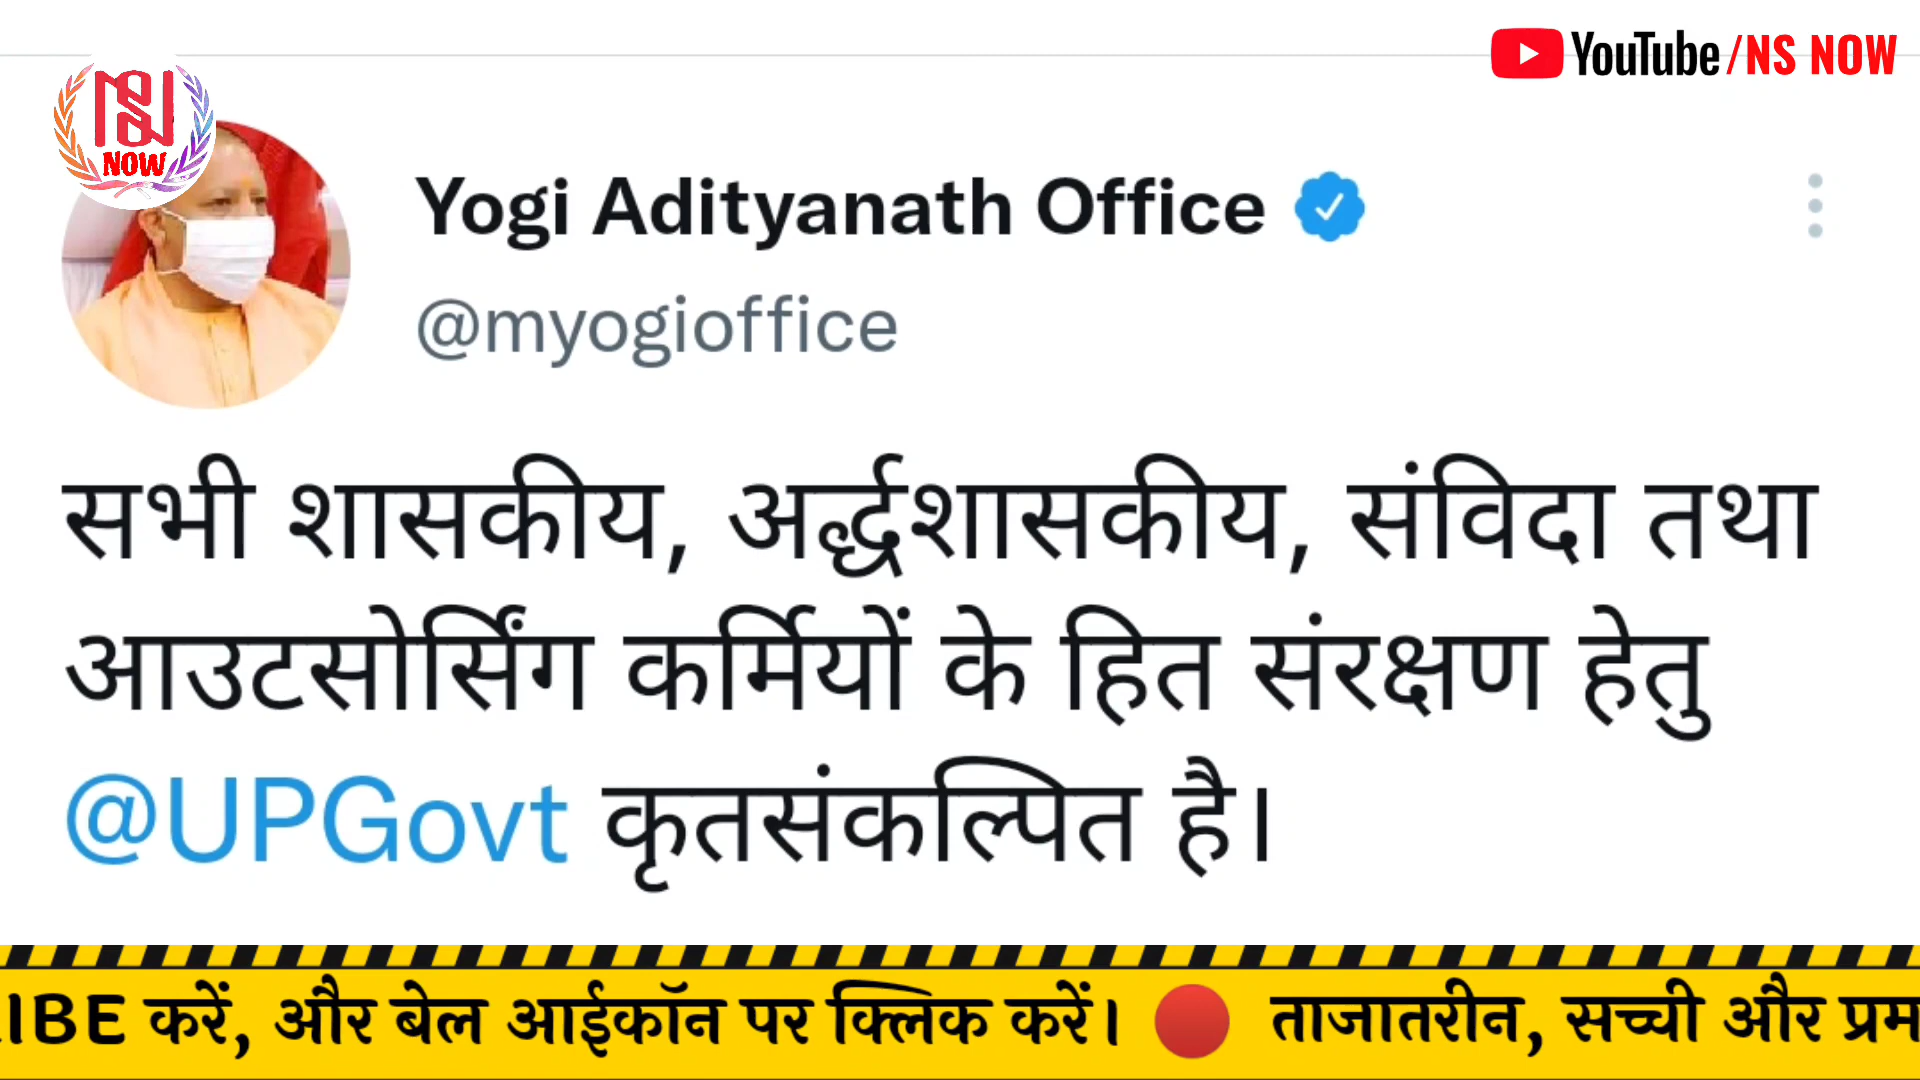 YouTube /NS NOW
NSN
NOW
Yogi Adityanath Office
@myogioffice
सभी शासकीय, अर्द्धशासकीय, संविदा तथा
आउटसोर्सिंग कर्मियों के हित संरक्षण हेतु
@UPGovt कृतसंकल्पित है।
IBE करें, और बेल आईकॉन पर क्लिक करें। ताजातरीन, सच्ची और प्रम